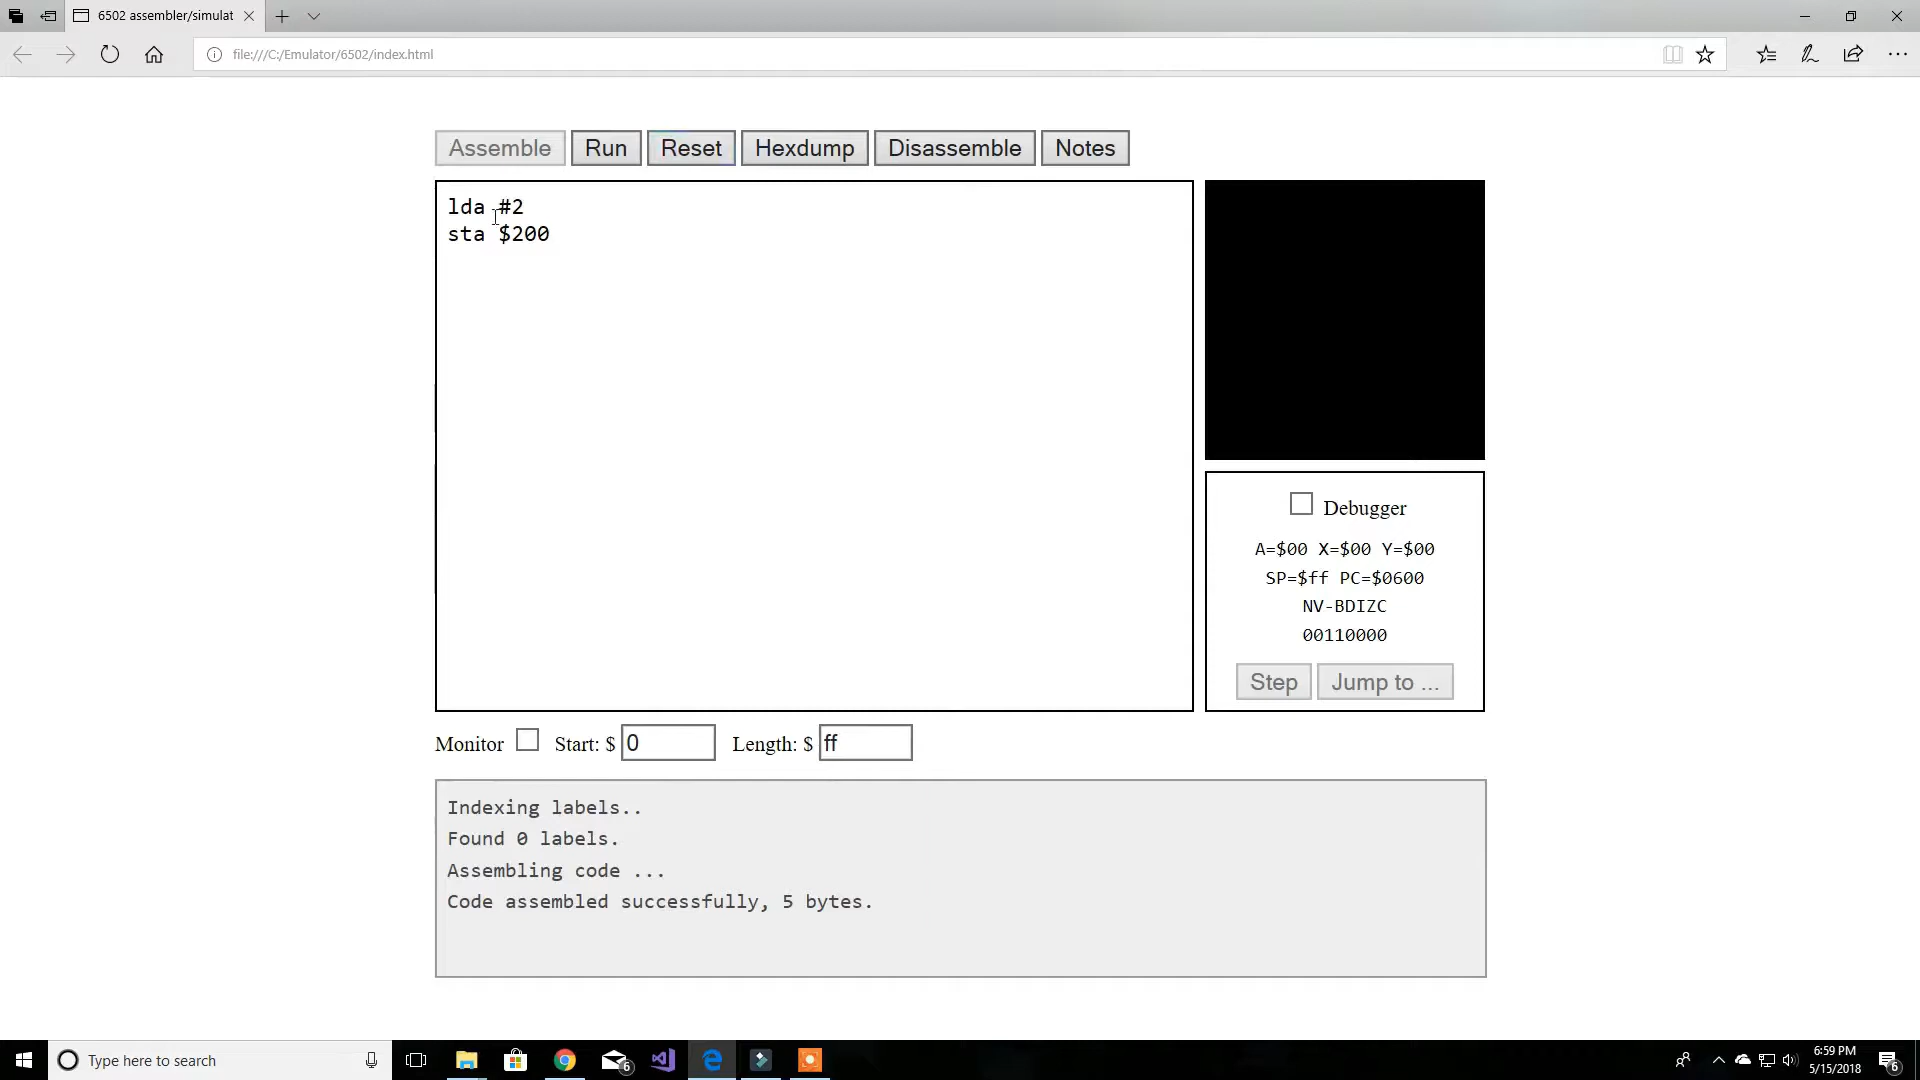 6502 assembler/simulat
file:///C:/Emulator/6502/index.html
Assemble Run Reset Hexdump Disassemble Notes
lda #2
sta $200
Debugger
A=$00 X=$00 Y=$00
SP=$ff PC=$0600
NV-BDIZC
00110000
Step Jump to ...
Monitor Start: $ 0 Length: $ ff
Indexing labels..
Found 0 labels.
Assembling code ...
Code assembled successfully, 5 bytes.
Type here to search
6
6:59 PM
5/15/2018
6